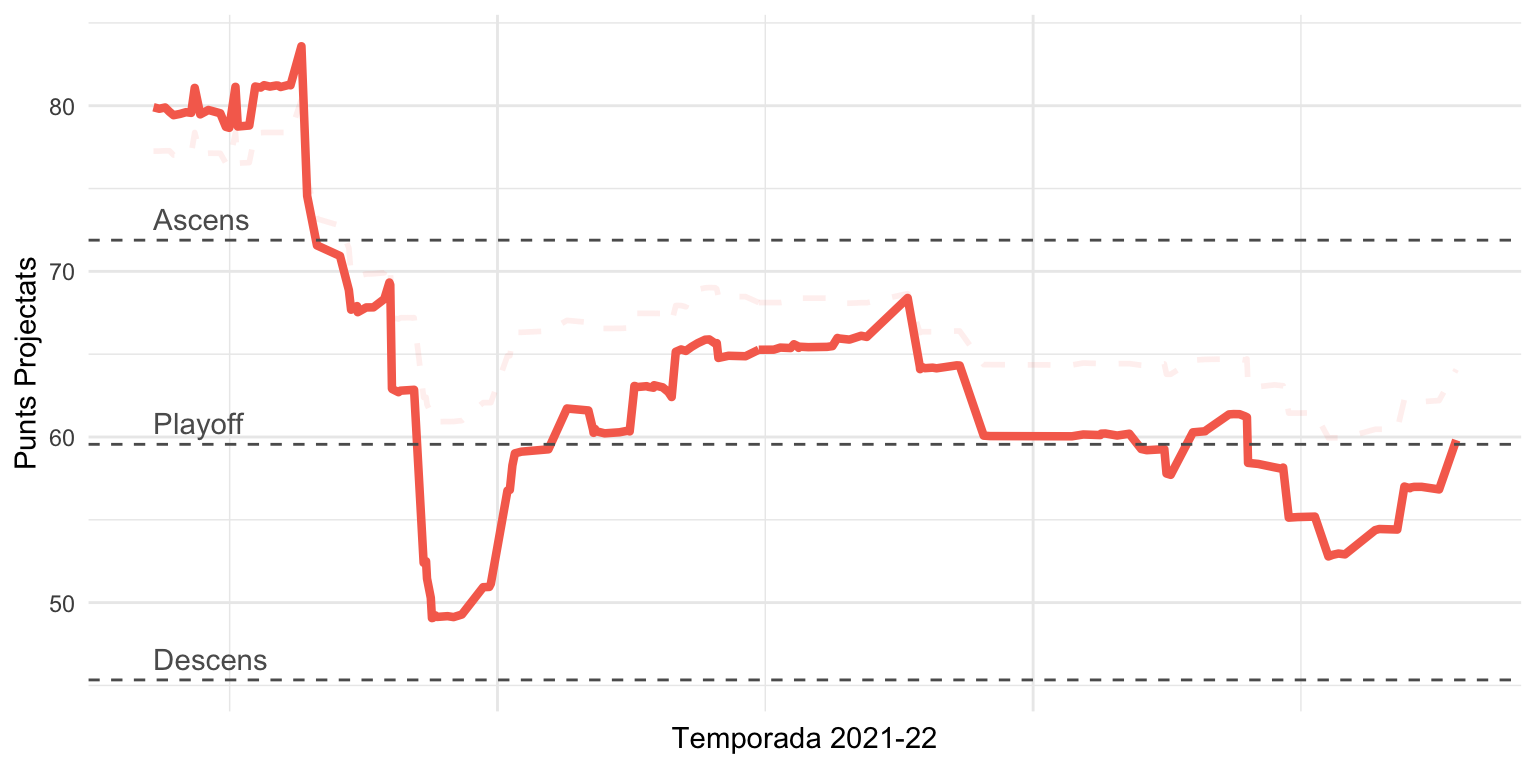 80
Ascens
70
Punts Projectats
Playoff
60
50
Descens
Temporada 2021-22